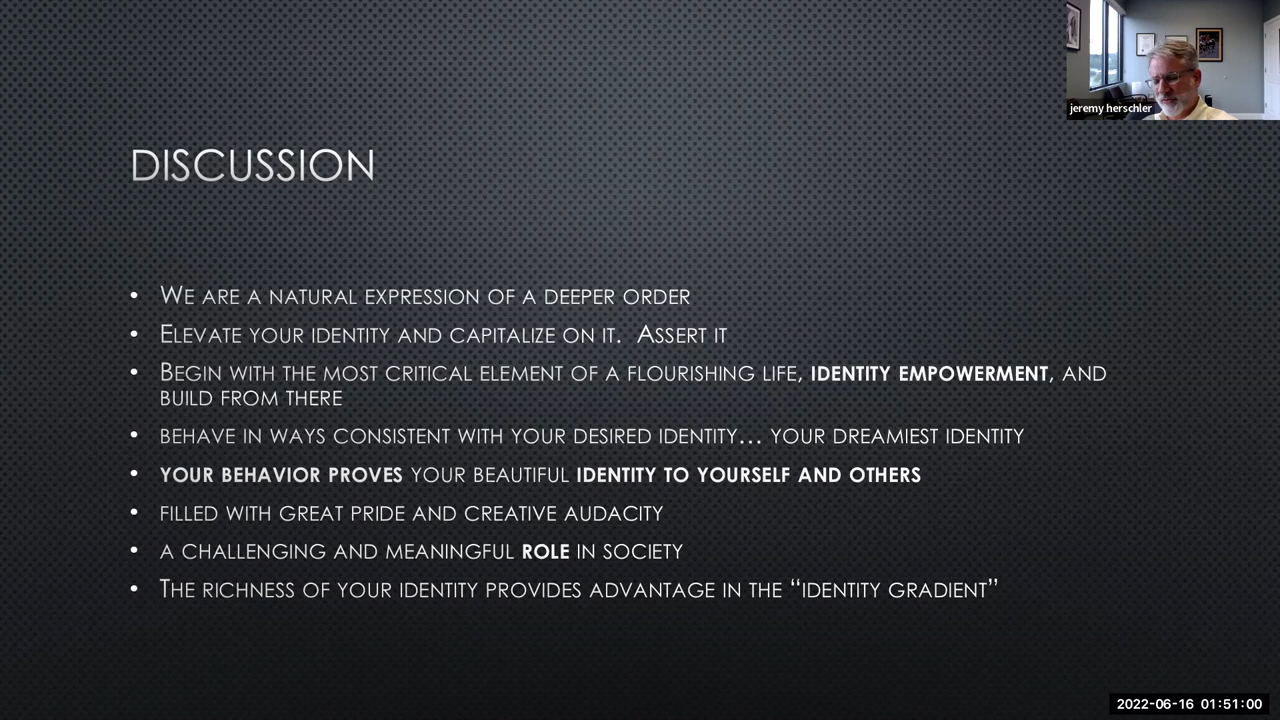 jeremy herschler
DISCUSSION
• WE ARE A NATURAL EXPRESSION OF A DEEPER ORDER
• ELEVATE YOUR IDENTITY AND CAPITALIZE ON IT.  ASSERT IT
• BEGIN WITH THE MOST CRITICAL ELEMENT OF A FLOURISHING LIFE, IDENTITY EMPOWERMENT, AND
BUILD FROM THERE
• BEHAVE IN WAYS CONSISTENT WITH YOUR DESIRED IDENTITY... YOUR DREAMIEST IDENTITY
• YOUR BEHAVIOR PROVES YOUR BEAUTIFUL IDENTITY TO YOURSELF AND OTHERS
• FILLED WITH GREAT PRIDE AND CREATIVE AUDACITY
• A CHALLENGING AND MEANINGFUL ROLE IN SOCIETY
• THE RICHNESS OF YOUR IDENTITY PROVIDES ADVANTAGE IN THE “IDENTITY GRADIENT”
2022-06-16 01:51:00